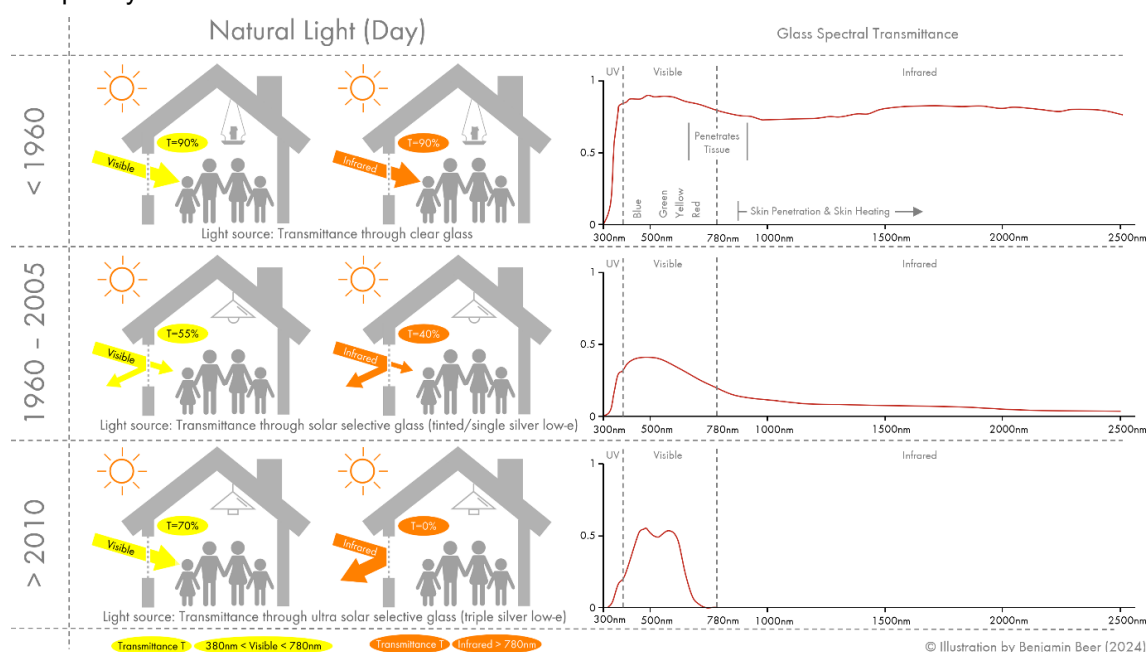 Natural Light (Day)
Glass Spectral Transmittance
< 1960
T=90%
Visible
T=90%
Infrared
Light source: Transmittance through clear glass
UV
Visible
Infrared
1
0.5
0
Penetrates
Tissue
Blue
Green
Yellow
Red
Skin Penetration & Skin Heating
300nm
500nm
780nm
1000nm
1500nm
2000nm
2500nm
1960 – 2005
T=55%
Visible
T=40%
Infrared
Light source: Transmittance through solar selective glass (tinted/single silver low-e)
UV
Visible
Infrared
1
0.5
0
300nm
500nm
780nm
1000nm
1500nm
2000nm
2500nm
> 2010
T=70%
Visible
T=0%
Infrared
Light source: Transmittance through ultra solar selective glass (triple silver low-e)
UV
Visible
Infrared
1
0.5
0
300nm
500nm
780nm
1000nm
1500nm
2000nm
2500nm
Transmittance T
380nm < Visible < 780nm
Transmittance T
Infrared > 780nm
© Illustration by Benjamin Beer (2024)